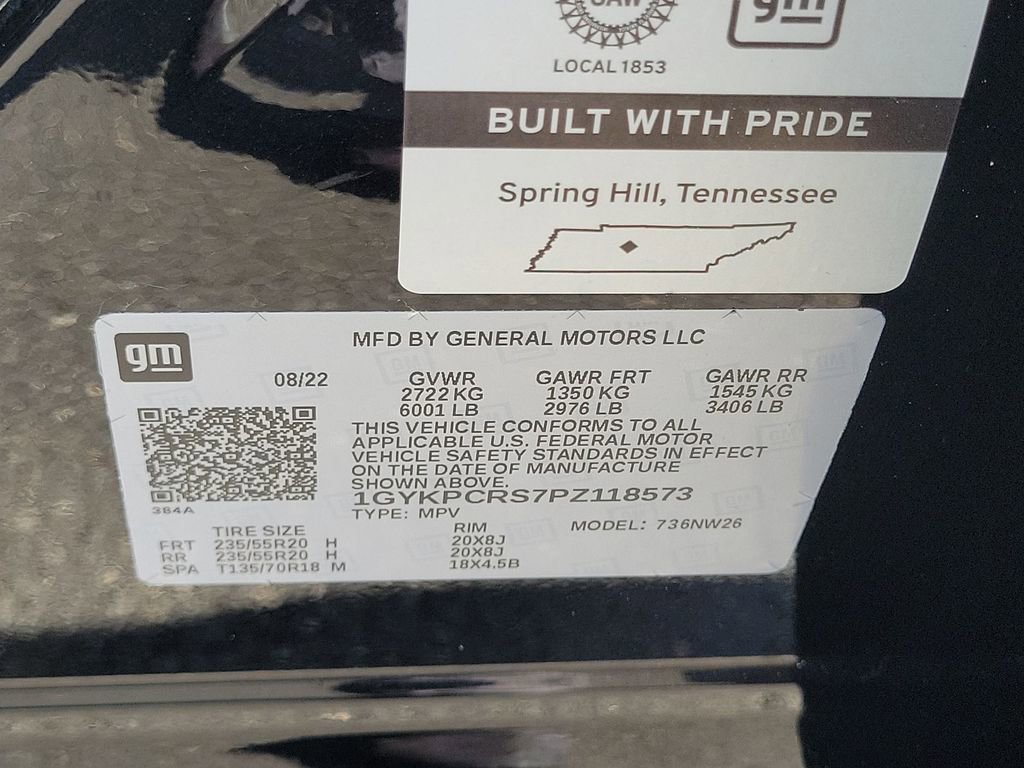 UAW
gm
LOCAL 1853
BUILT WITH PRIDE
Spring Hill, Tennessee
gm
MFD BY GENERAL MOTORS LLC
08/22 GVWR GAWR FRT GAWR RR
2722 KG 1350 KG 1545 KG
6001 LB 2976 LB 3406 LB
THIS VEHICLE CONFORMS TO ALL
APPLICABLE U.S. FEDERAL MOTOR
VEHICLE SAFETY STANDARDS IN EFFECT
ON THE DATE OF MANUFACTURE
SHOWN ABOVE.
1GYKPCRS7PZ118573
384A
TYPE: MPV
TIRE SIZE RIM MODEL: 736NW26
FRT 235/55R20 H 20X8J
RR 235/55R20 H 20X8J
SPA T135/70R18 M 18X4.5B